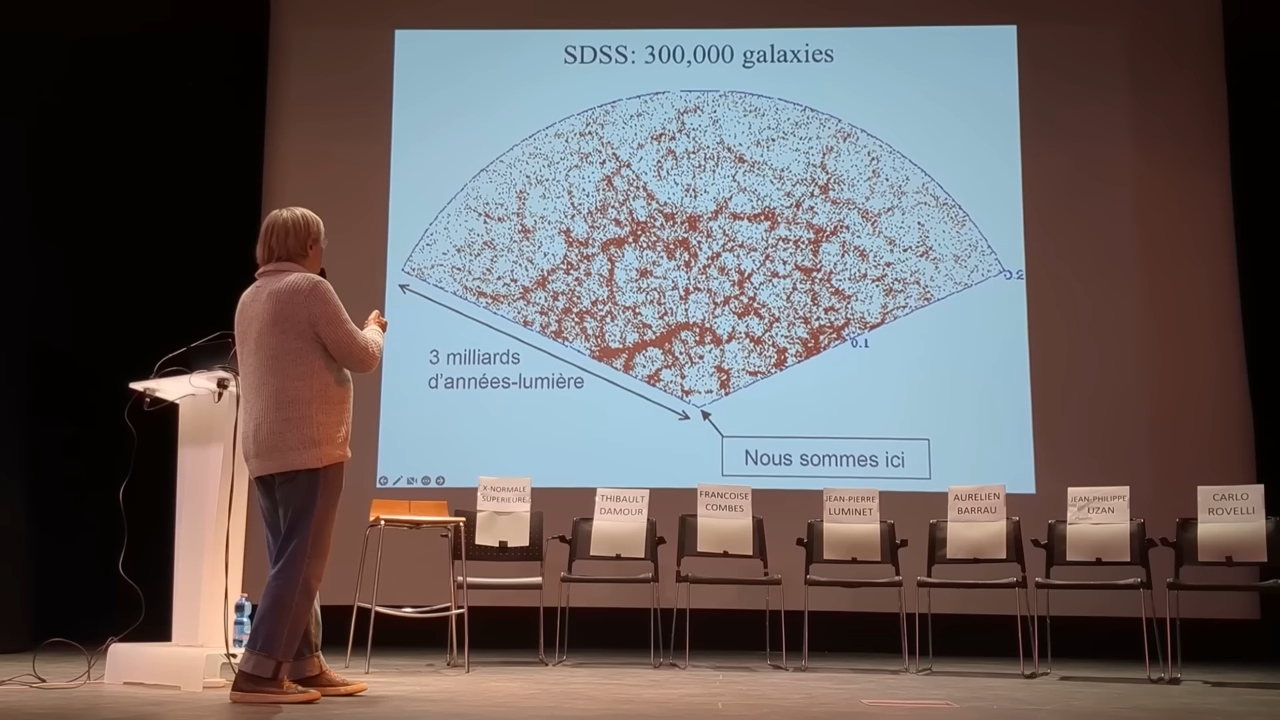 SDSS: 300,000 galaxies
0.2
0.1
3 milliards
d'années-lumière
Nous sommes ici
X-NORMALE
SUPERIEURE
THIBAULT
DAMOUR
FRANCOISE
COMBES
JEAN-PIERRE
LUMINET
AURELIEN
BARRAU
JEAN-PHILIPPE
UZAN
CARLO
ROVELLI